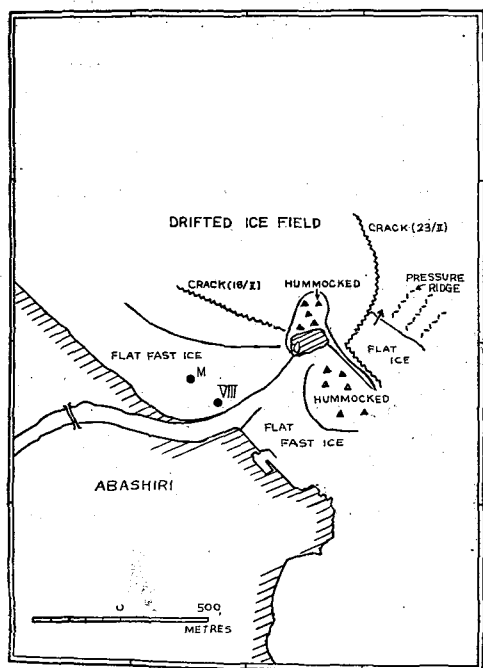 DRIFTED ICE FIELD
CRACK (23/II)
CRACK (18/II)
HUMMOCKED
PRESSURE
RIDGE
FLAT
ICE
FLAT FAST ICE
M
VIII
HUMMOCKED
FLAT
FAST ICE
ABASHIRI
0 500
METRES